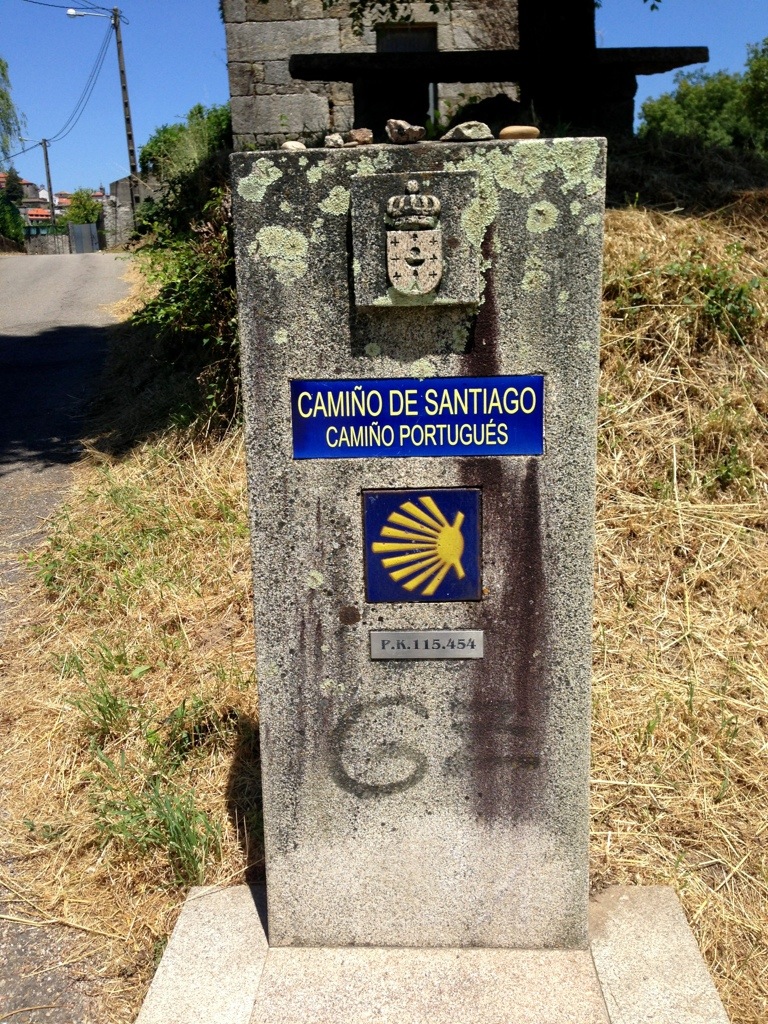 CAMIÑO DE SANTIAGO
CAMIÑO PORTUGUÉS
P.K.115.454